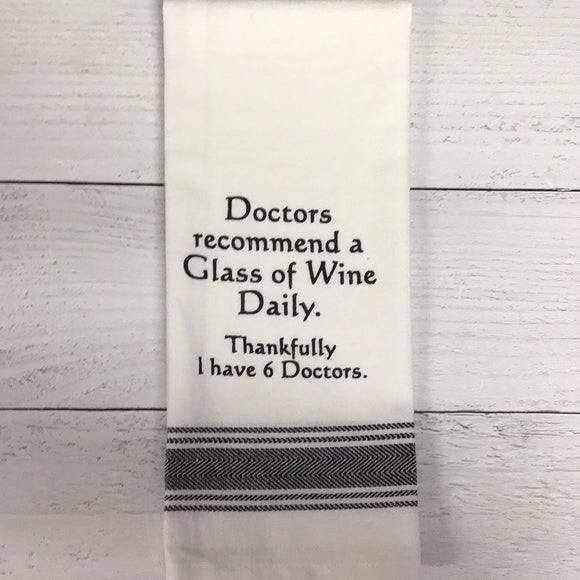 Doctors
recommend a
Glass of Wine
Daily.
Thankfully
I have 6 Doctors.